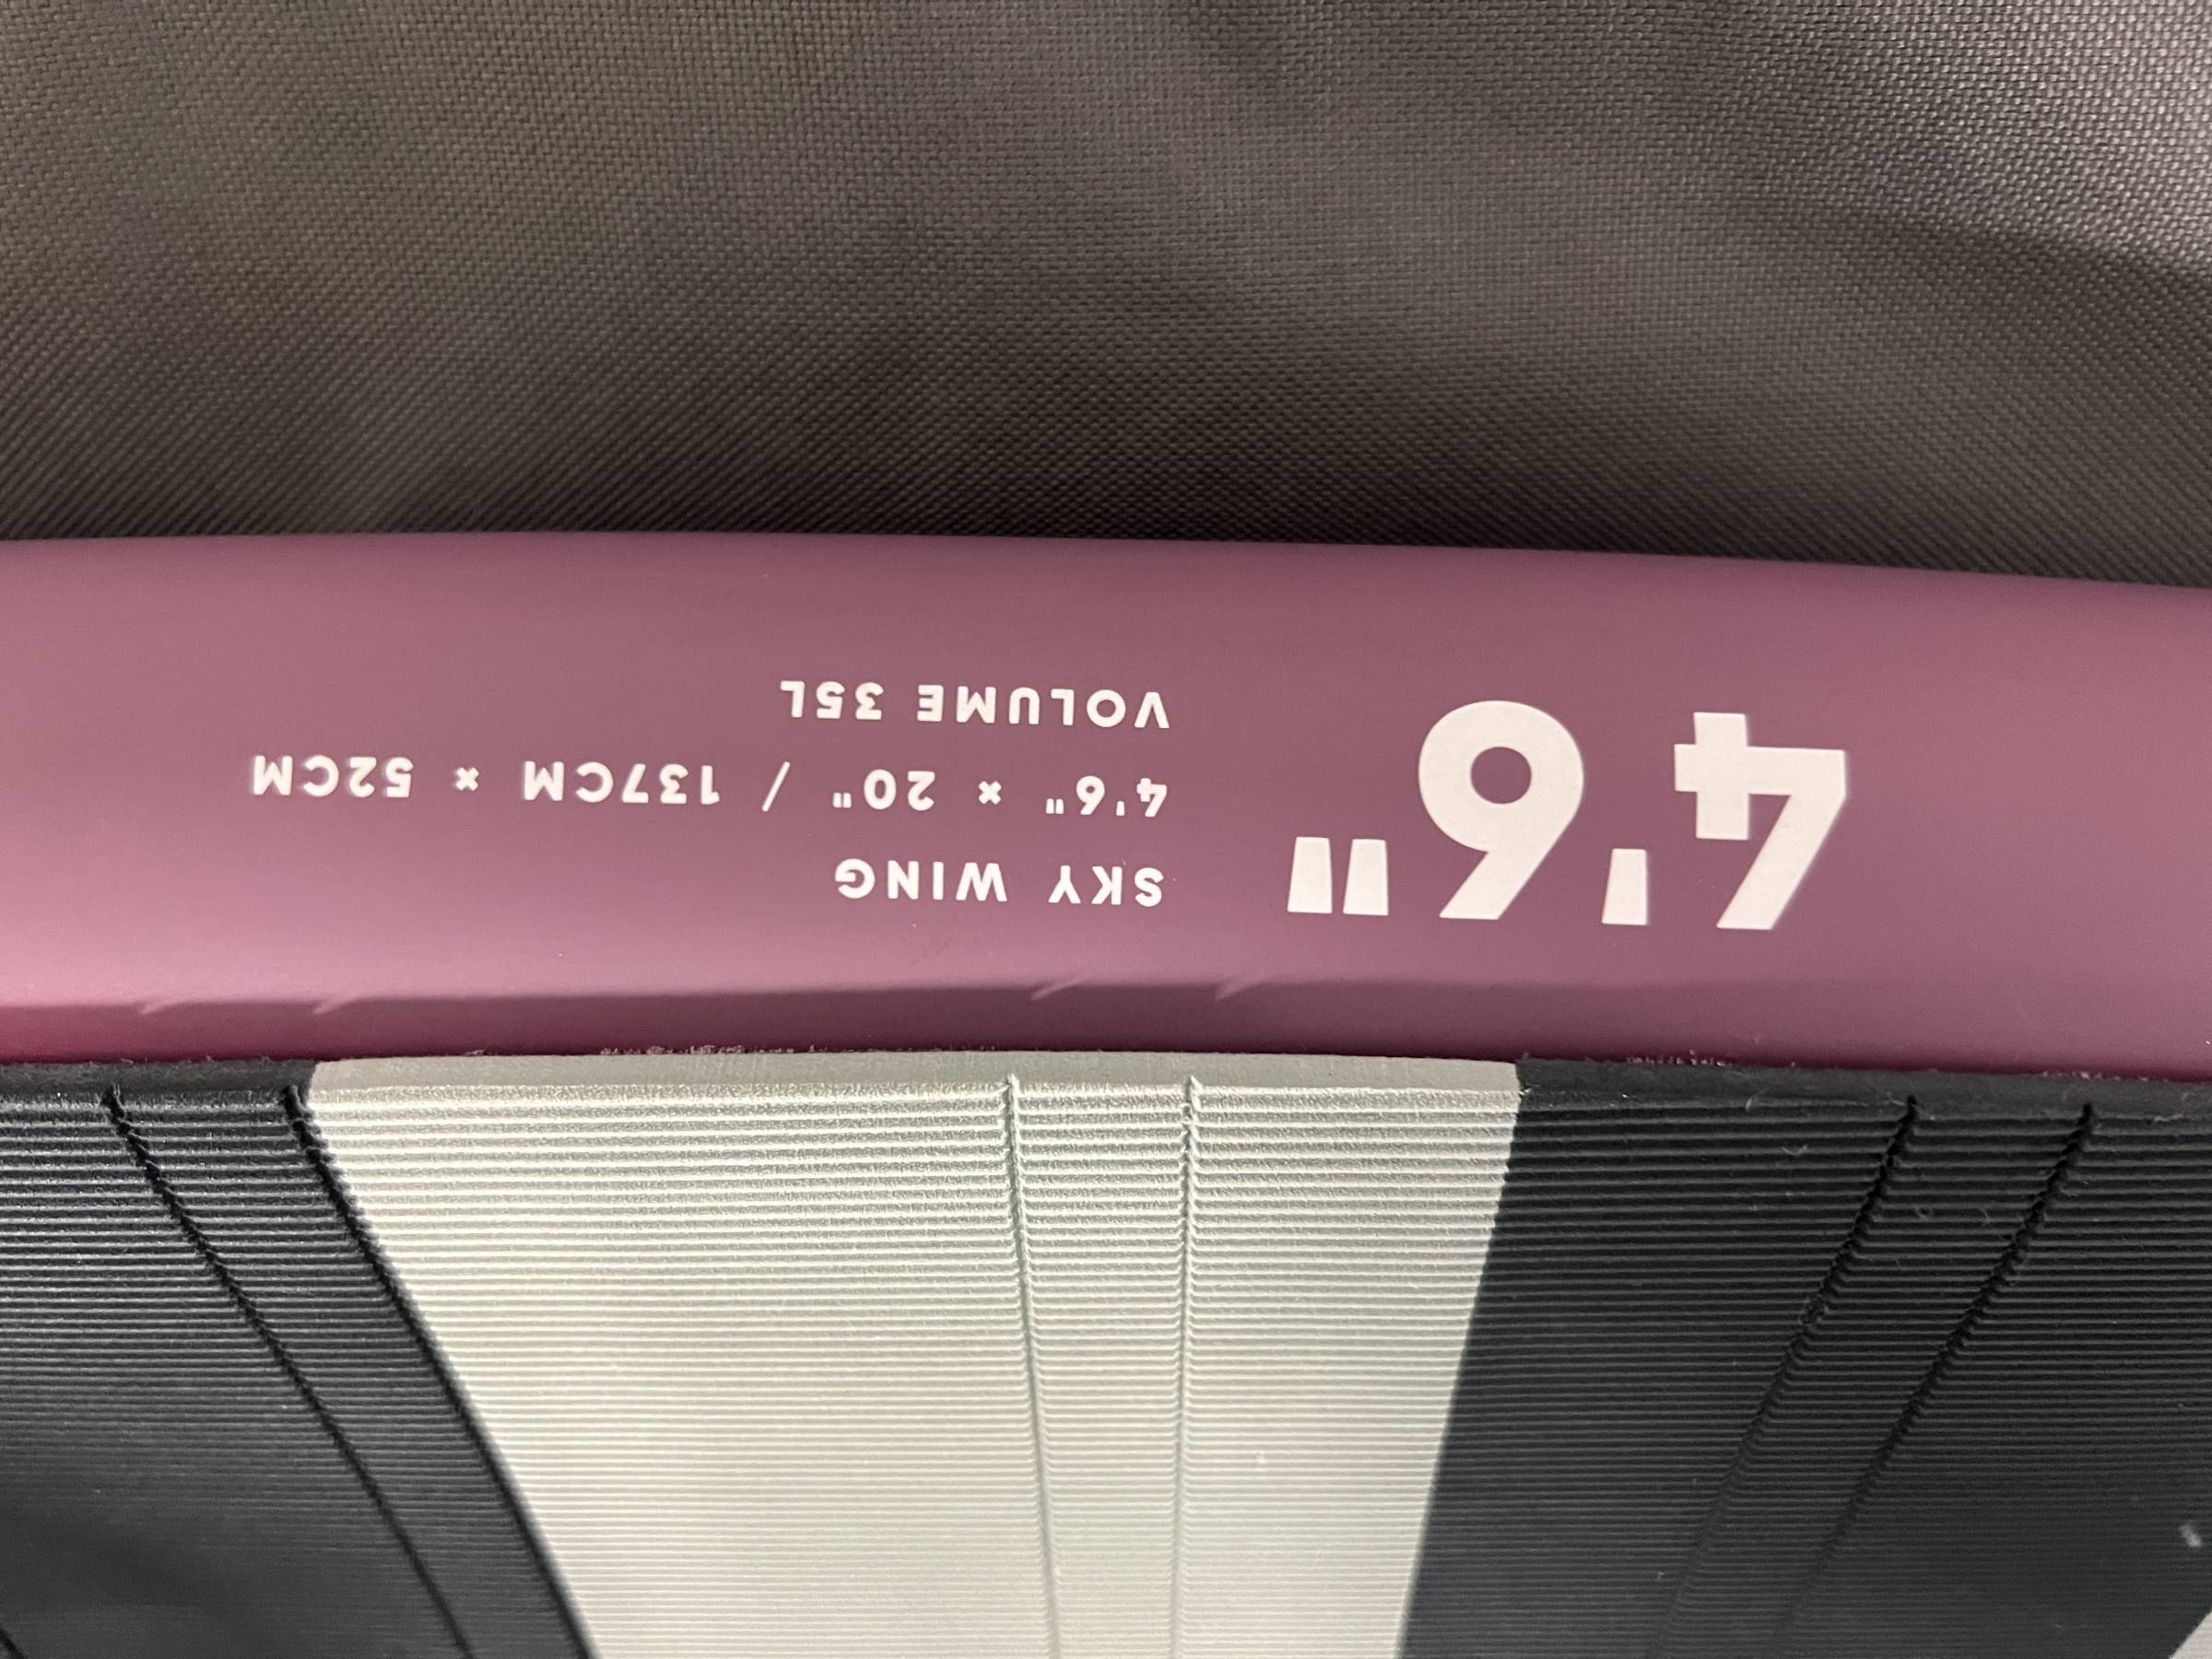 4'6"
SKY WING
4'6" × 20" / 137CM × 52CM
VOLUME 35L